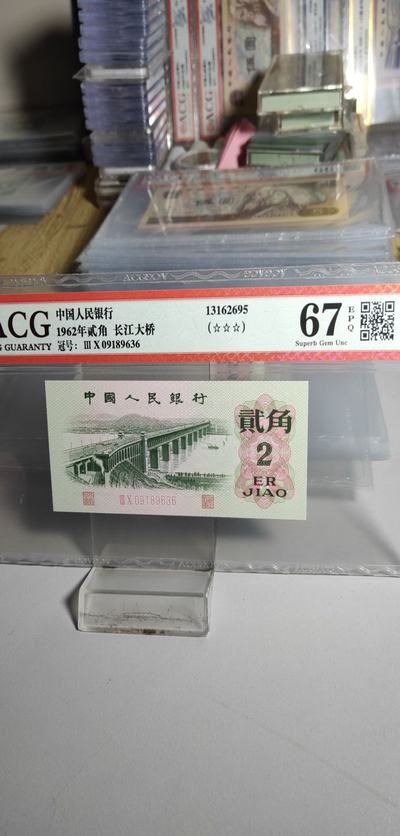 ACG
G GUARANTY
中国人民银行
1962年贰角 长江大桥
冠号: Ⅲ X 09189636
13162695
(☆☆☆)
67
EPQ
Superb Gem Unc
中國人民銀行
貳角
2
ER
JIAO
ⅢX09189636
ACG